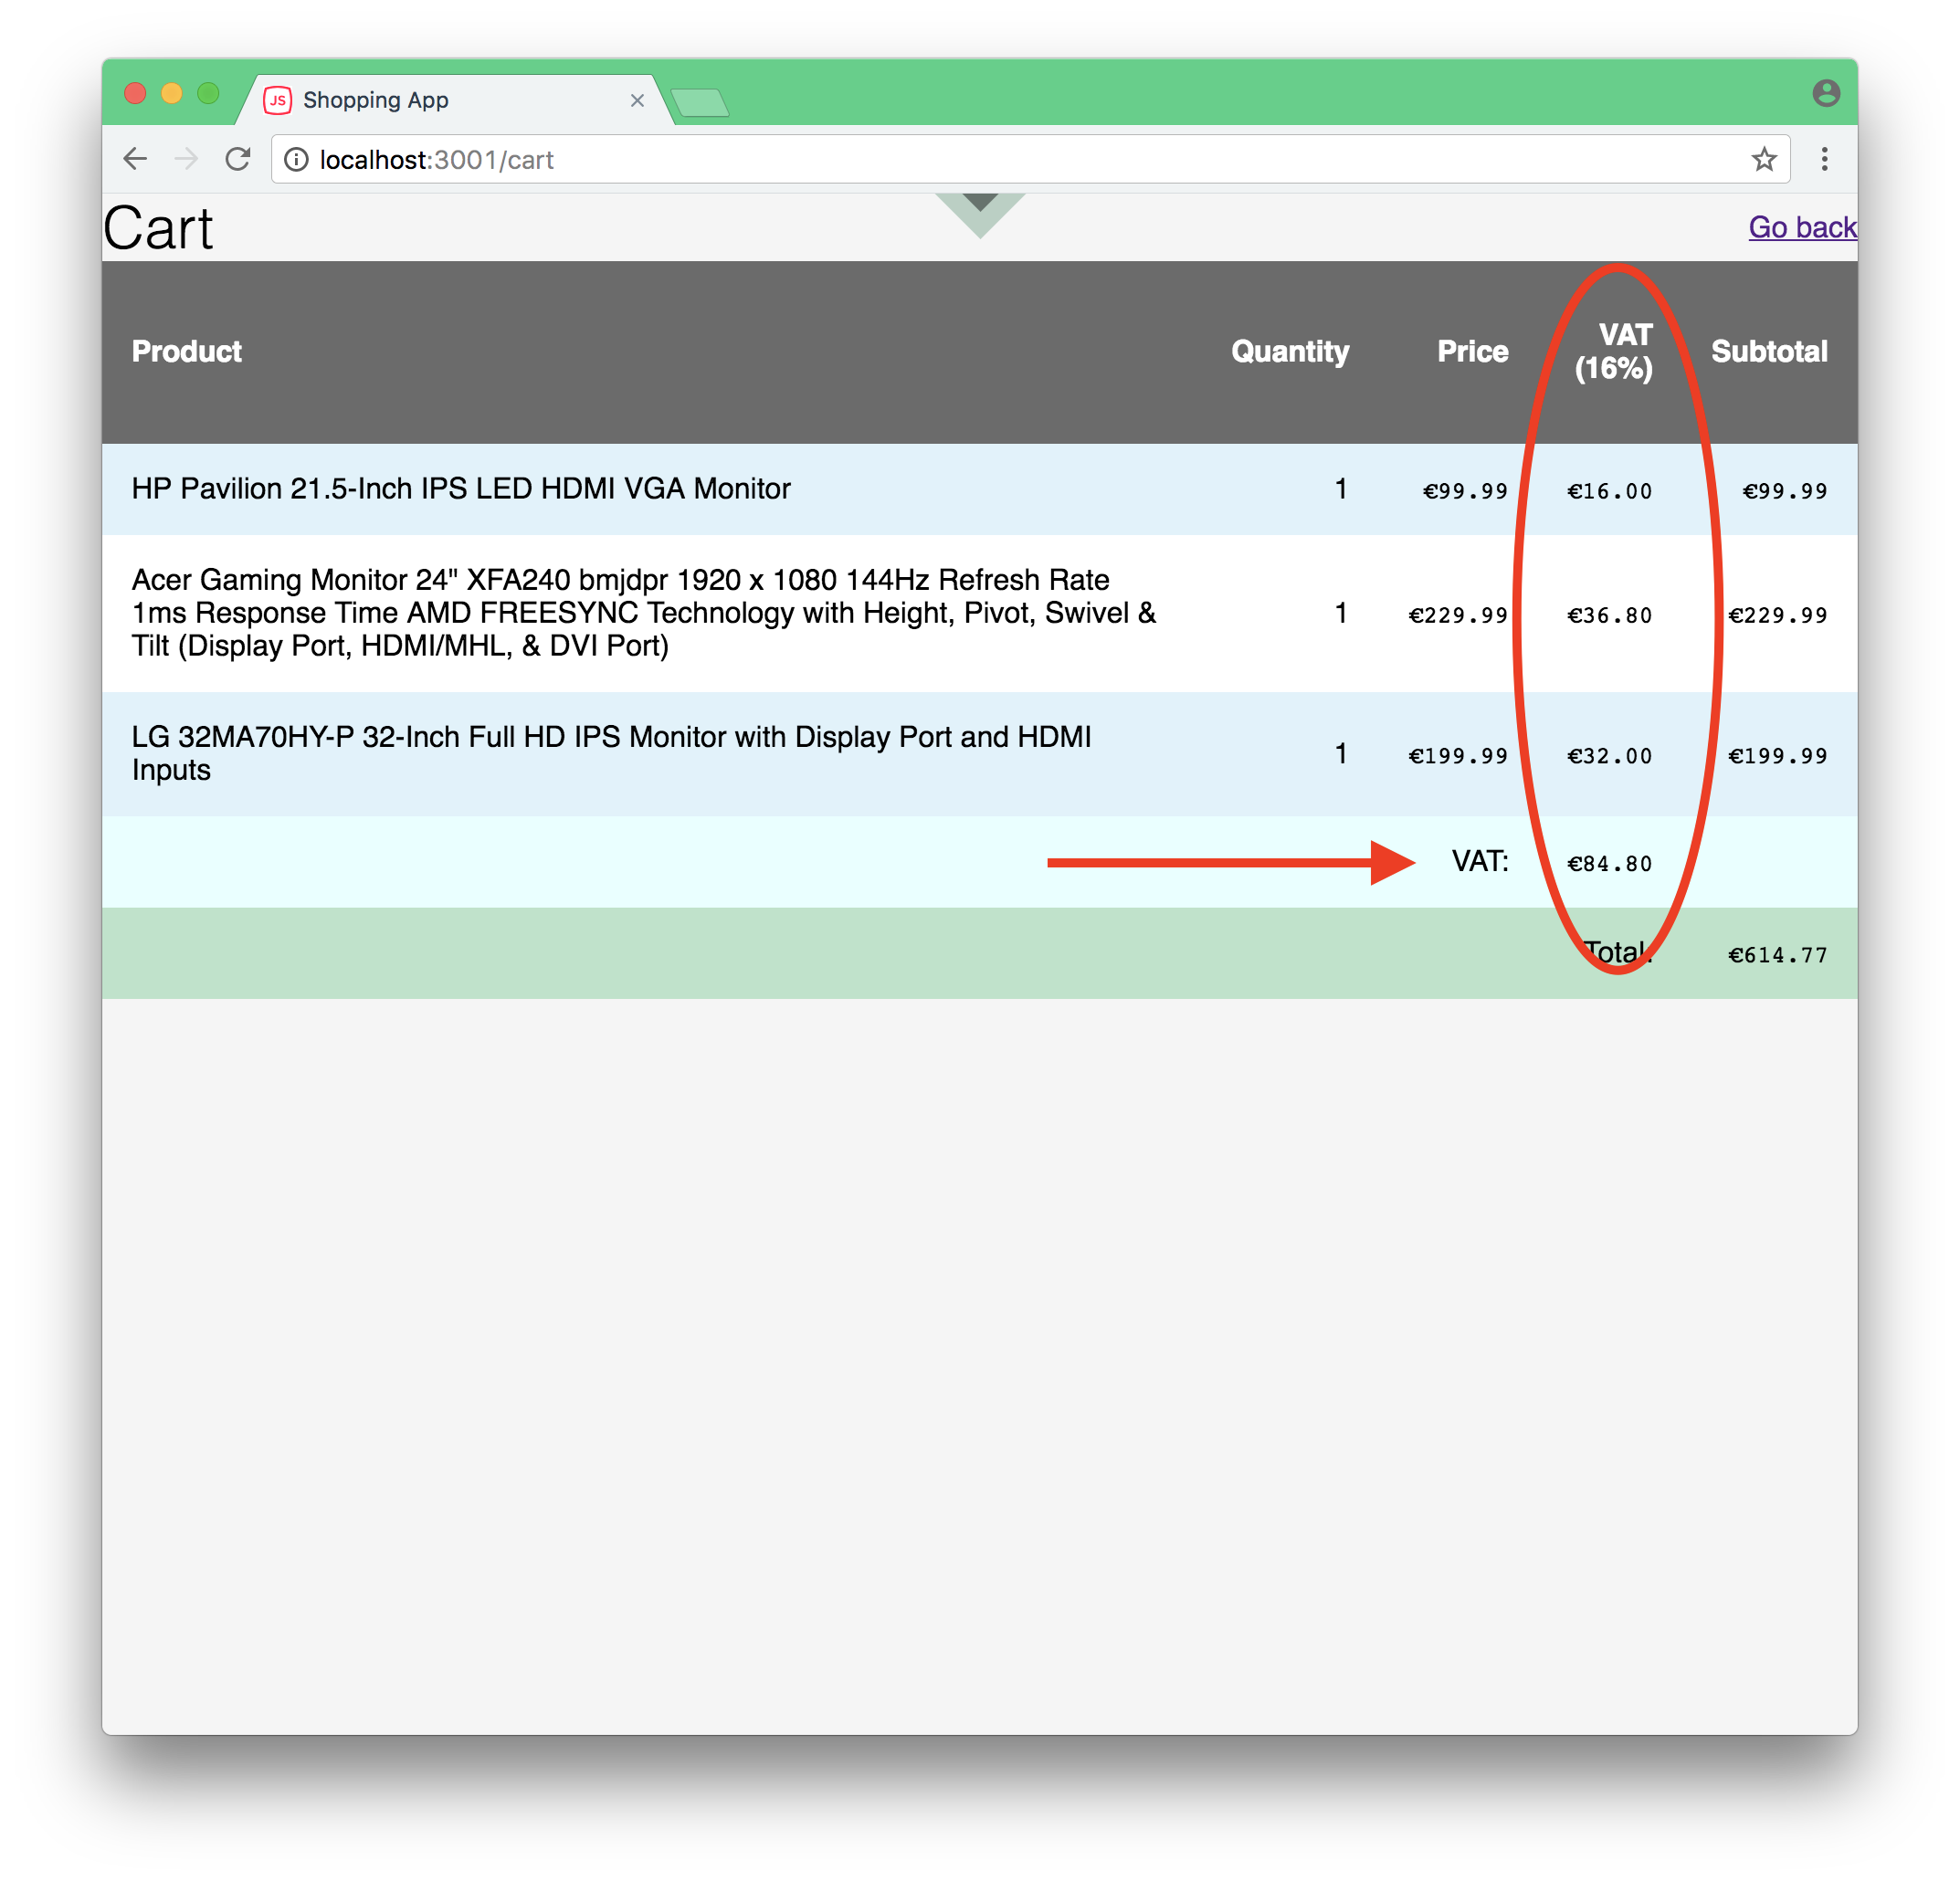 JS Shopping App
localhost:3001/cart
Cart
Go back
Product Quantity Price VAT (16%) Subtotal
HP Pavilion 21.5-Inch IPS LED HDMI VGA Monitor 1 €99.99 €16.00 €99.99
Acer Gaming Monitor 24" XFA240 bmjdpr 1920 x 1080 144Hz Refresh Rate
1ms Response Time AMD FREESYNC Technology with Height, Pivot, Swivel & 1 €229.99 €36.80 €229.99
Tilt (Display Port, HDMI/MHL, & DVI Port)
LG 32MA70HY-P 32-Inch Full HD IPS Monitor with Display Port and HDMI
Inputs 1 €199.99 €32.00 €199.99
VAT: €84.80
Total: €614.77